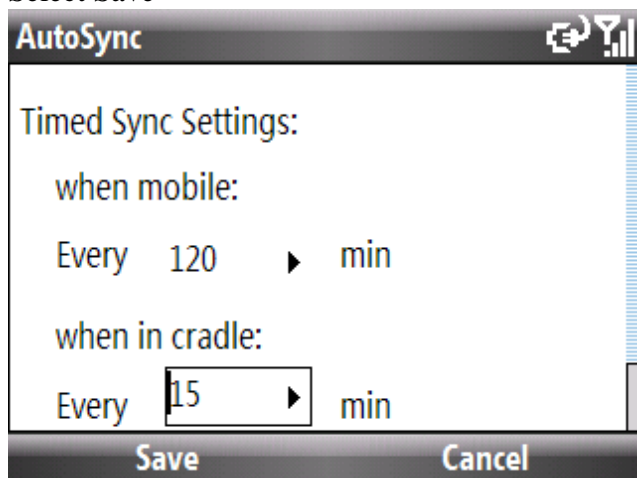 AutoSync
Timed Sync Settings:
when mobile:
Every 120 min
when in cradle:
Every 15 min
Save Cancel